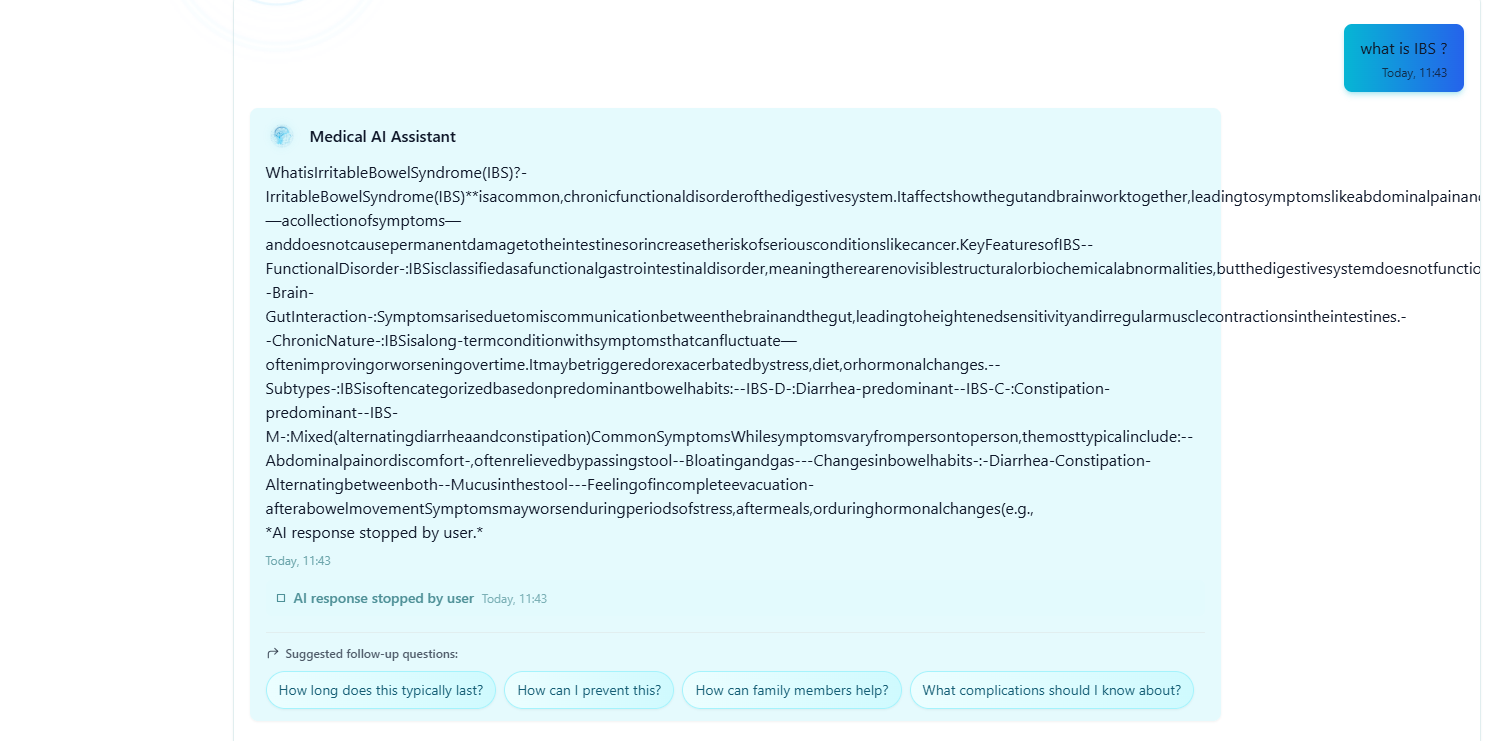 what is IBS ?
Today, 11:43
Medical AI Assistant
WhatisIrritableBowelSyndrome(IBS)?-
IrritableBowelSyndrome(IBS)**isacommon,chronicfunctionaldisorderofthedigestivesystem.Itaffectshowthegutandbrainworktogether,leadingtosymptomslikeabdominalpainan
—acollectionofsymptoms—
anddoesnotcausepermanentdamagetotheintestinesorincreasetheriskofseriousconditionslikecancer.KeyFeaturesofIBS--
FunctionalDisorder-:IBSisclassifiedasafunctionalgastrointestinaldisorder,meaningtherearenovisiblestructuralorbiochemicalabnormalities,butthedigestivesystemdoesnotfunctio
-Brain-
GutInteraction-:Symptomsariseduetomiscommunicationbetweenthebrainandthegut,leadingtoheightenedsensitivityandirregularmusclecontractionsintheintestines.-
-ChronicNature-:IBSisalong-termconditionwithsymptomsthatcanfluctuate—
oftenimprovingorworseningovertime.Itmaybetriggeredorexacerbatedbystress,diet,orhormonalchanges.--
Subtypes-:IBSisoftencategorizedbasedonpredominantbowelhabits:--IBS-D-:Diarrhea-predominant--IBS-C-:Constipation-
predominant--IBS-
M-:Mixed(alternatingdiarrheaandconstipation)CommonSymptomsWhilesymptomsvaryfrompersontoperson,themosttypicalinclude:--
Abdominalpainordiscomfort-,oftenrelievedbypassingstool--Bloatingandgas---Changesinbowelhabits-:-Diarrhea-Constipation-
Alternatingbetweenboth--Mucusinthestool---Feelingofincompleteevacuation-
afterabowelmovementSymptomsmayworsenduringperiodsofstress,aftermeals,orduringhormonalchanges(e.g.,
*AI response stopped by user.*
Today, 11:43
AI response stopped by user Today, 11:43
Suggested follow-up questions:
How long does this typically last? How can I prevent this? How can family members help? What complications should I know about?